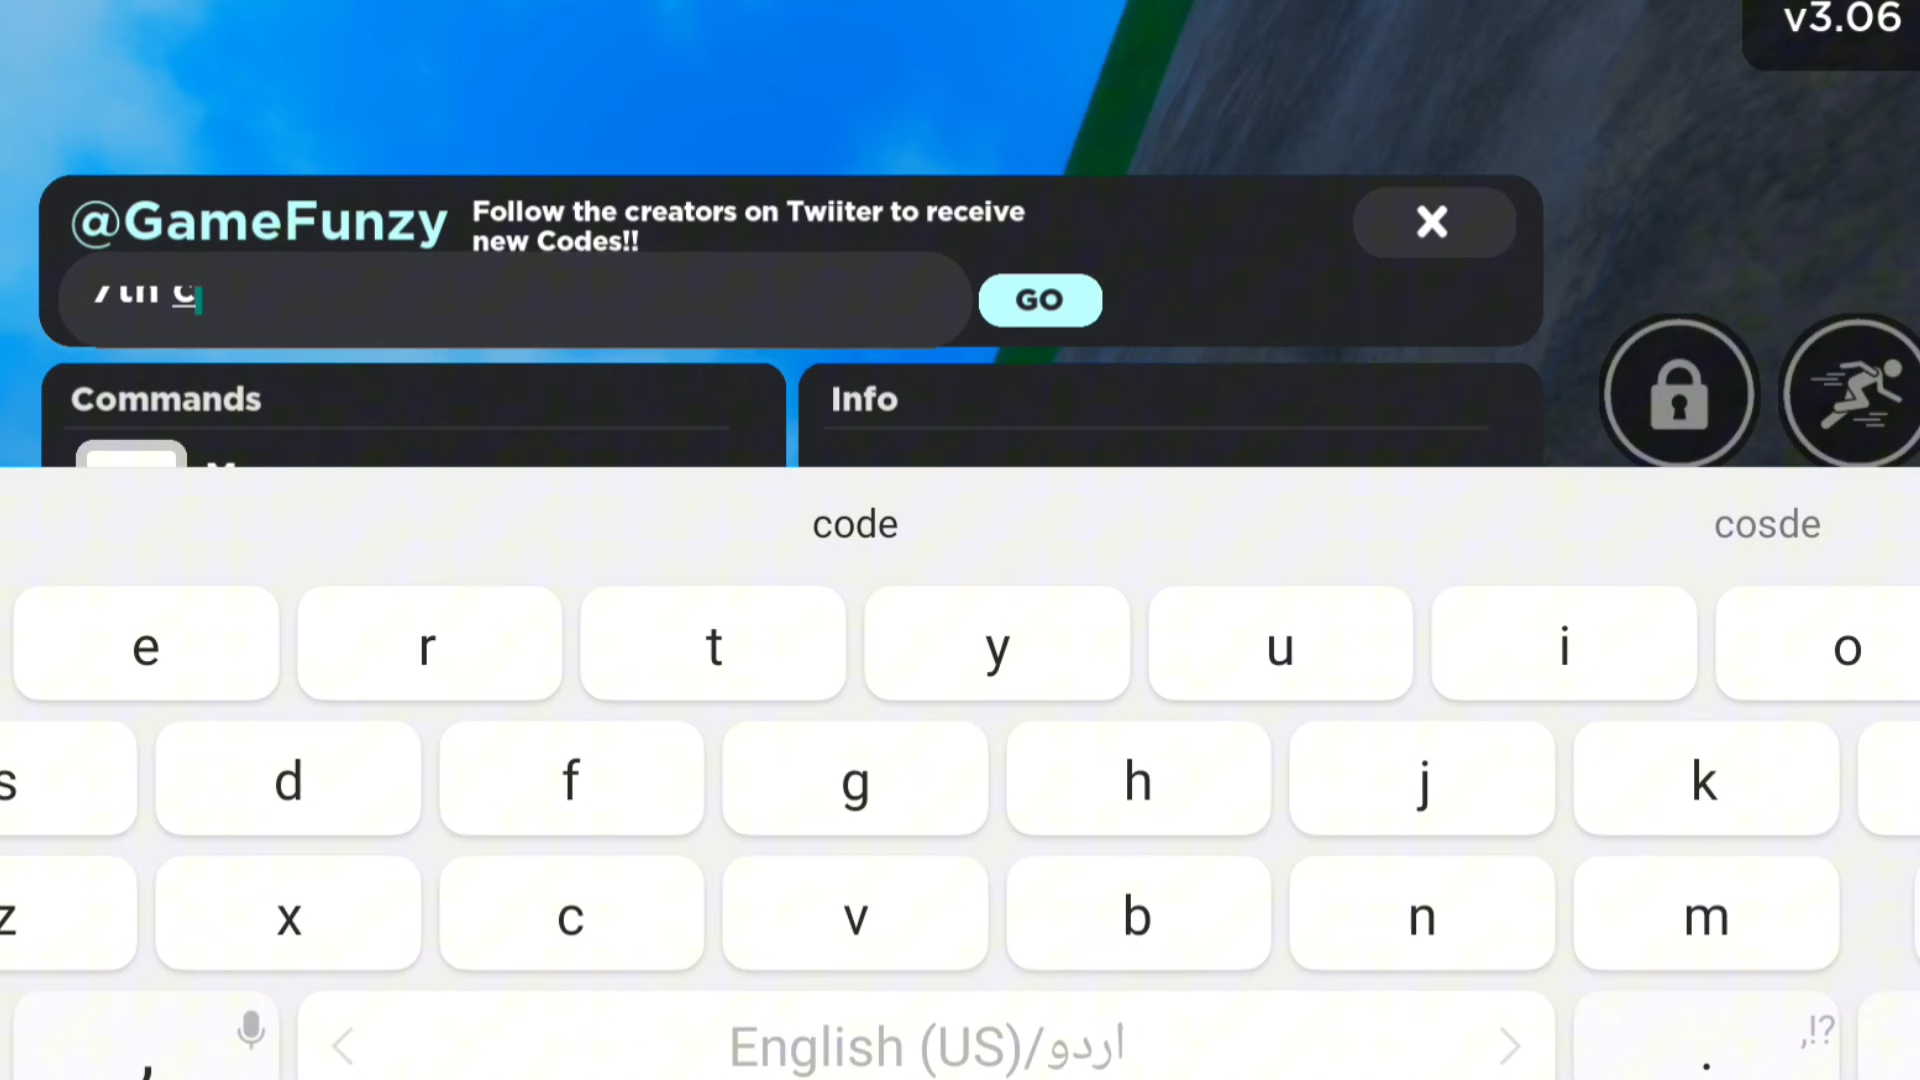 v3.06
@GameFunzy
Follow the creators on Twiiter to receive
new Codes!!
7th c
GO
Commands
Info
code cosde
e r t y u i o
s d f g h j k
z x c v b n m
, English (US)/اردو . ,!?